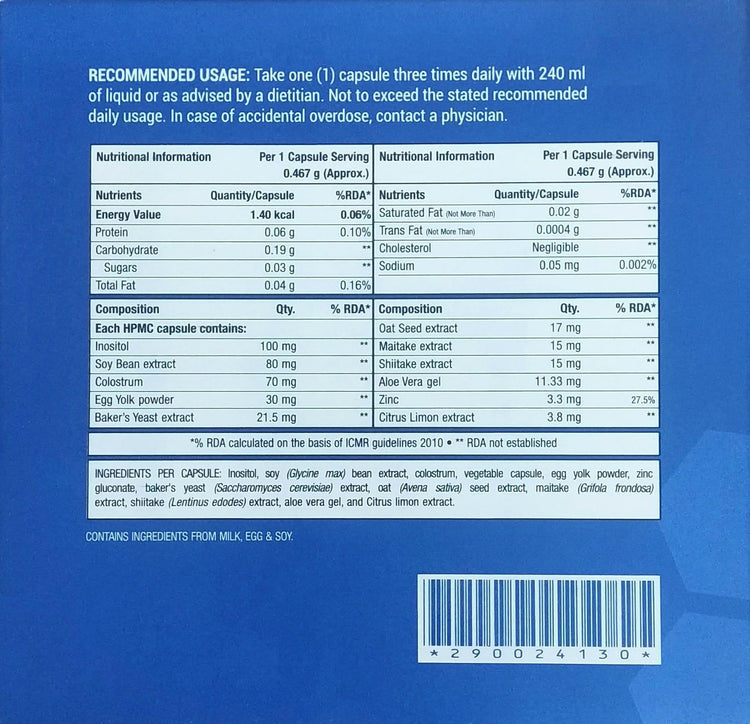 RECOMMENDED USAGE: Take one (1) capsule three times daily with 240 ml
of liquid or as advised by a dietitian. Not to exceed the stated recommended
daily usage. In case of accidental overdose, contact a physician.
Nutritional Information Per 1 Capsule Serving
0.467 g (Approx.)
Nutrients Quantity/Capsule %RDA*
Energy Value 1.40 kcal 0.06%
Protein 0.06 g 0.10%
Carbohydrate 0.19 g **
Sugars 0.03 g **
Total Fat 0.04 g 0.16%
Nutritional Information Per 1 Capsule Serving
0.467 g (Approx.)
Nutrients Quantity/Capsule %RDA*
Saturated Fat (Not More Than) 0.02 g **
Trans Fat (Not More Than) 0.0004 g **
Cholesterol Negligible **
Sodium 0.05 mg 0.002%
Composition Qty. % RDA*
Each HPMC capsule contains:
Inositol 100 mg **
Soy Bean extract 80 mg **
Colostrum 70 mg **
Egg Yolk powder 30 mg **
Baker's Yeast extract 21.5 mg **
Composition Qty. % RDA*
Oat Seed extract 17 mg **
Maitake extract 15 mg **
Shiitake extract 15 mg **
Aloe Vera gel 11.33 mg **
Zinc 3.3 mg 27.5%
Citrus Limon extract 3.8 mg **
*% RDA calculated on the basis of ICMR guidelines 2010 • ** RDA not established
INGREDIENTS PER CAPSULE: Inositol, soy (Glycine max) bean extract, colostrum, vegetable capsule, egg yolk powder, zinc
gluconate, baker's yeast (Saccharomyces cerevisiae) extract, oat (Avena sativa) seed extract, maitake (Grifola frondosa)
extract, shiitake (Lentinus edodes) extract, aloe vera gel, and Citrus limon extract.
CONTAINS INGREDIENTS FROM MILK, EGG & SOY.
* 2 9 0 0 2 4 1 3 0 *